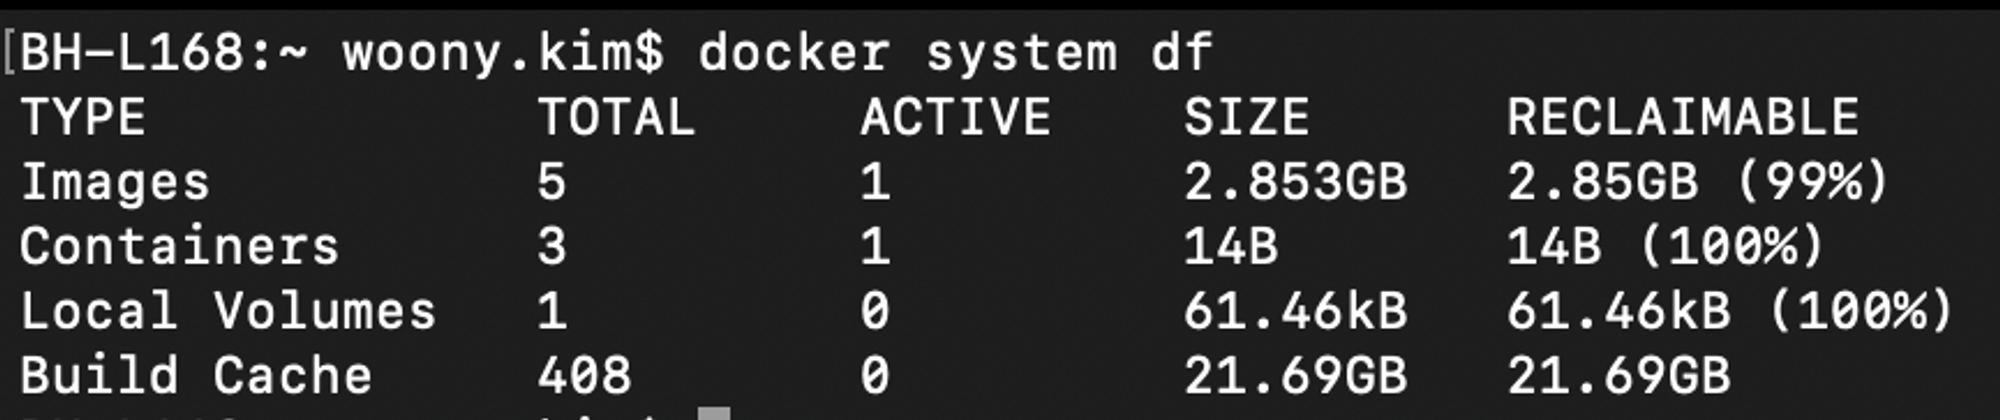 [BH-L168:~ woony.kim$ docker system df
TYPE TOTAL ACTIVE SIZE RECLAIMABLE
Images 5 1 2.853GB 2.85GB (99%)
Containers 3 1 14B 14B (100%)
Local Volumes 1 0 61.46kB 61.46kB (100%)
Build Cache 408 0 21.69GB 21.69GB